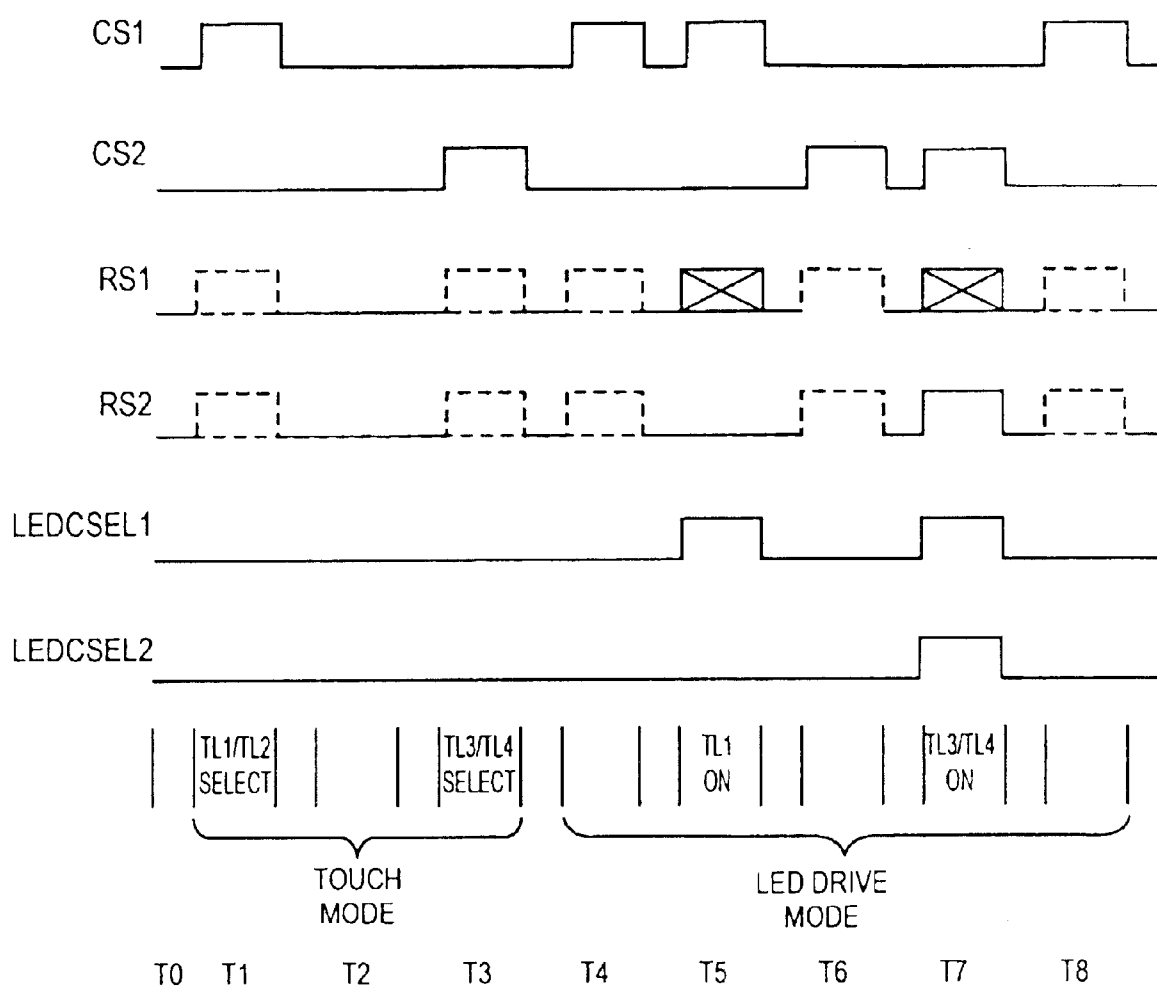 CS1
CS2
RS1
RS2
LEDCSEL1
LEDCSEL2
TL1/TL2
SELECT
TL3/TL4
SELECT
TL1
ON
TL3/TL4
ON
TOUCH
MODE
LED DRIVE
MODE
T0 T1 T2 T3 T4 T5 T6 T7 T8